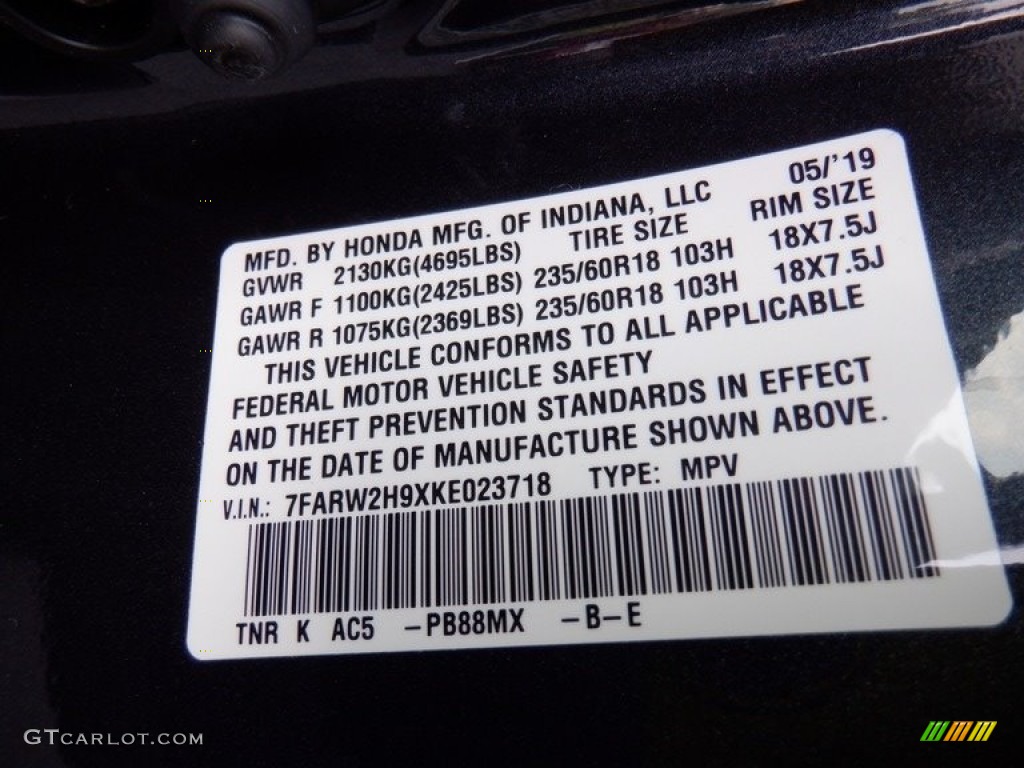 MFD. BY HONDA MFG. OF INDIANA, LLC 05/'19
GVWR 2130KG(4695LBS) TIRE SIZE RIM SIZE
GAWR F 1100KG(2425LBS) 235/60R18 103H 18X7.5J
GAWR R 1075KG(2369LBS) 235/60R18 103H 18X7.5J
THIS VEHICLE CONFORMS TO ALL APPLICABLE
FEDERAL MOTOR VEHICLE SAFETY
AND THEFT PREVENTION STANDARDS IN EFFECT
ON THE DATE OF MANUFACTURE SHOWN ABOVE.
V.I.N.: 7FARW2H9XKE023718 TYPE: MPV
TNR K AC5 -PB88MX -B-E
GTCARLOT.COM